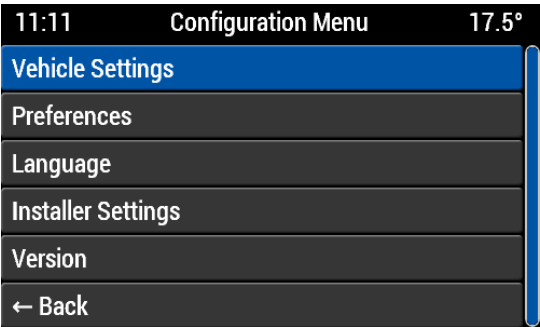 11:11 Configuration Menu 17.5°
Vehicle Settings
Preferences
Language
Installer Settings
Version
← Back